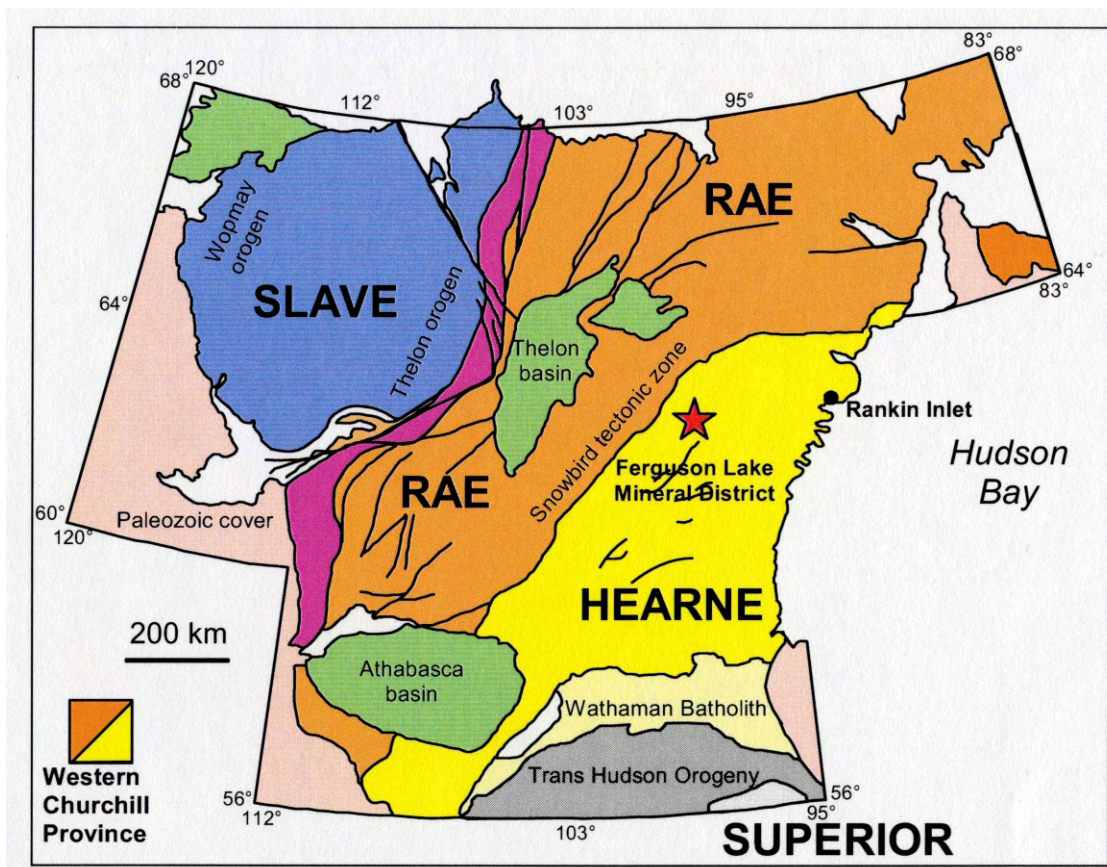 83°
68°
120°
68°
112°
103°
95°
RAE
Wopmay
orogen
64°
83°
64°
SLAVE
Thelon orogen
Thelon
basin
Snowbird tectonic zone
Rankin Inlet
Hudson
Bay
Ferguson Lake
Mineral District
RAE
60°
120°
Paleozoic cover
HEARNE
200 km
Athabasca
basin
Wathaman Batholith
Trans Hudson Orogeny
Western
Churchill
Province
56°
112°
103°
56°
95°
SUPERIOR